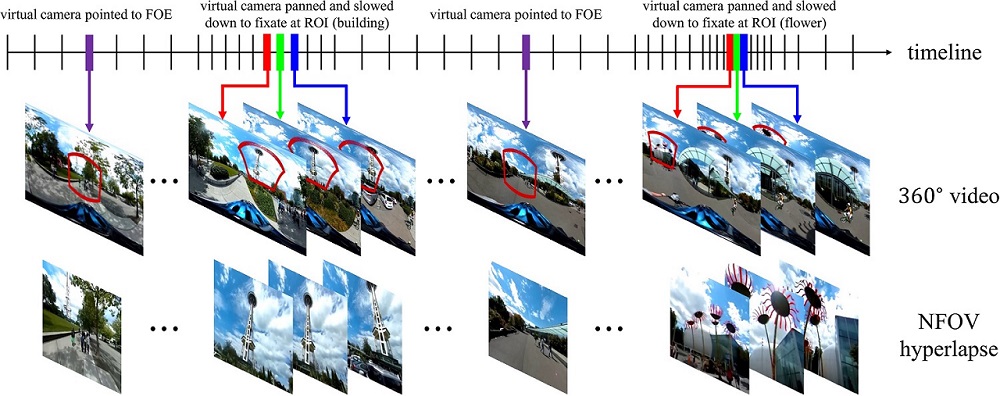 virtual camera pointed to FOE
virtual camera panned and slowed
down to fixate at ROI (building)
virtual camera pointed to FOE
virtual camera panned and slowed
down to fixate at ROI (flower)
timeline
360° video
NFOV
hyperlapse